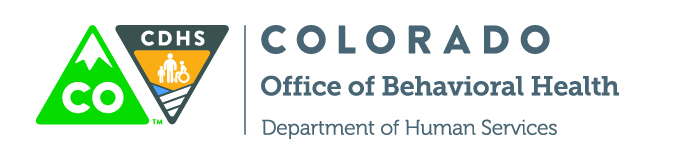 CO
TM
CDHS
COLORADO
Office of Behavioral Health
Department of Human Services